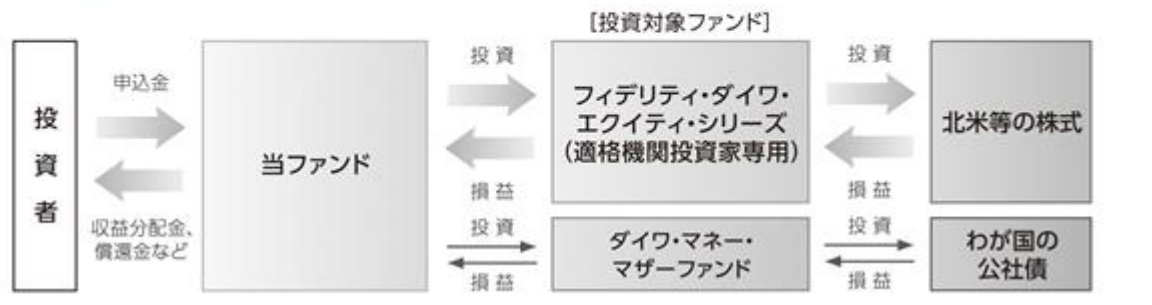 [投資対象ファンド]
投資者
申込金
収益分配金、
償還金など
当ファンド
投資
損益
投資
損益
フィデリティ・ダイワ・
エクイティ・シリーズ
(適格機関投資家専用)
ダイワ・マネー・
マザーファンド
投資
損益
投資
損益
北米等の株式
わが国の
公社債